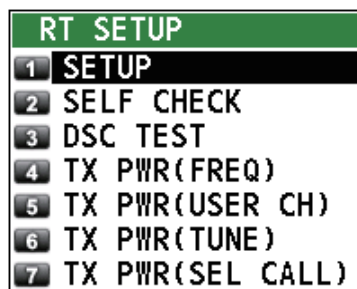 RT SETUP
1 SETUP
2 SELF CHECK
3 DSC TEST
4 TX PWR(FREQ)
5 TX PWR(USER CH)
6 TX PWR(TUNE)
7 TX PWR(SEL CALL)